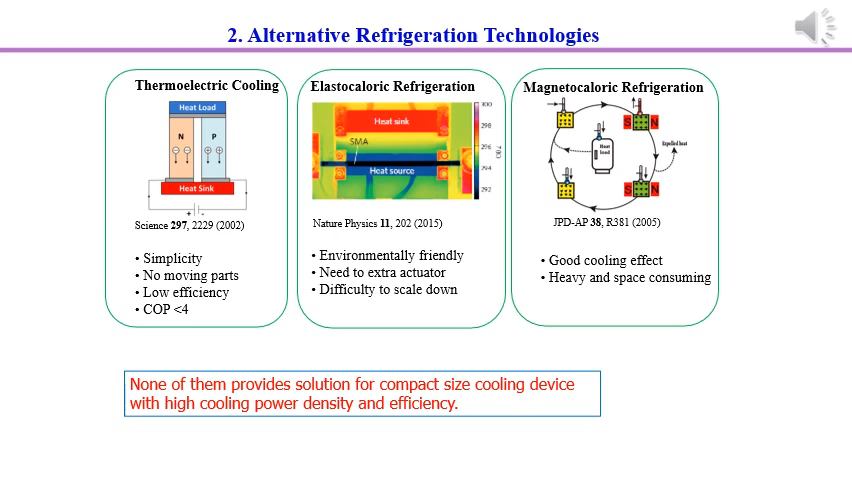 2. Alternative Refrigeration Technologies
Thermoelectric Cooling
Heat Load
N
P
Heat Sink
+
-
Science 297, 2229 (2002)
• Simplicity
• No moving parts
• Low efficiency
• COP <4
Elastocaloric Refrigeration
Heat sink
SMA
Heat source
300
298
296
294
292
Nature Physics 11, 202 (2015)
• Environmentally friendly
• Need to extra actuator
• Difficulty to scale down
Magnetocaloric Refrigeration
S N
Heat load
Expelled heat
S N
JPD-AP 38, R381 (2005)
• Good cooling effect
• Heavy and space consuming
None of them provides solution for compact size cooling device
with high cooling power density and efficiency.